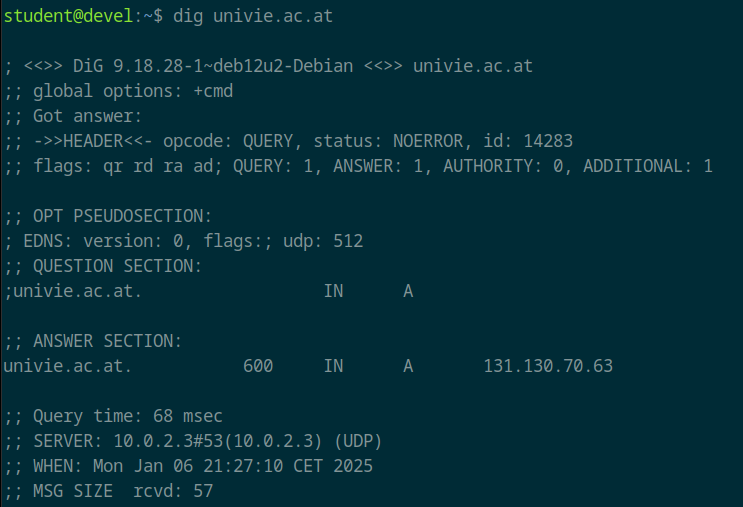 student@devel:~$ dig univie.ac.at
; <<>> DiG 9.18.28-1~deb12u2-Debian <<>> univie.ac.at
;; global options: +cmd
;; Got answer:
;; ->>HEADER<<- opcode: QUERY, status: NOERROR, id: 14283
;; flags: qr rd ra ad; QUERY: 1, ANSWER: 1, AUTHORITY: 0, ADDITIONAL: 1
;; OPT PSEUDOSECTION:
; EDNS: version: 0, flags:; udp: 512
;; QUESTION SECTION:
;univie.ac.at. IN A
;; ANSWER SECTION:
univie.ac.at. 600 IN A 131.130.70.63
;; Query time: 68 msec
;; SERVER: 10.0.2.3#53(10.0.2.3) (UDP)
;; WHEN: Mon Jan 06 21:27:10 CET 2025
;; MSG SIZE  rcvd: 57